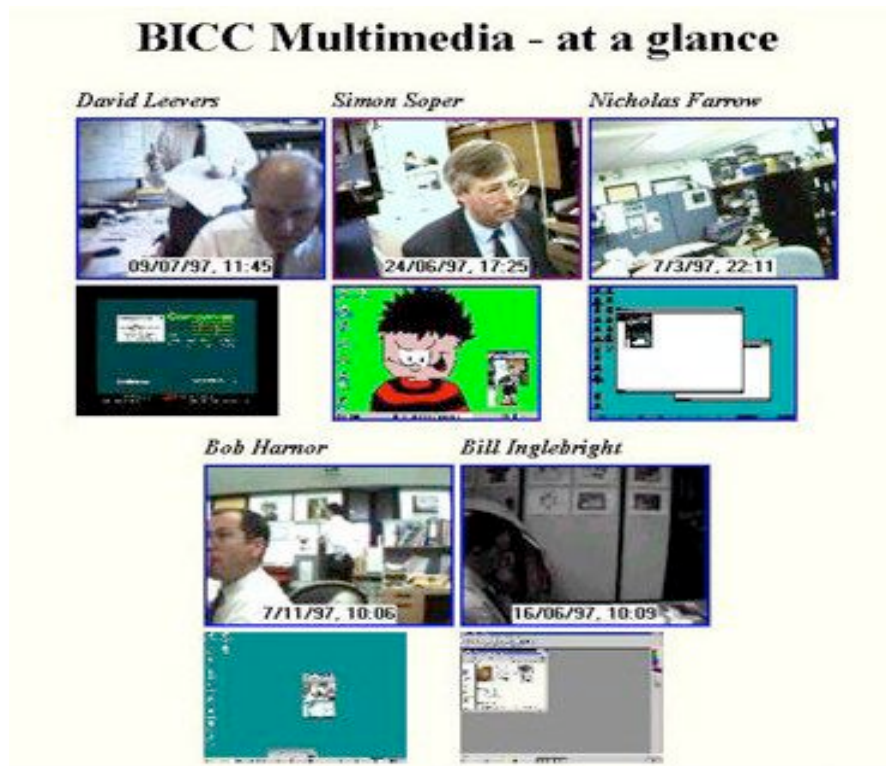 BICC Multimedia - at a glance
David Leevers
Simon Soper
Nicholas Farrow
09/07/97, 11:45
24/06/97, 17:25
7/3/97, 22:11
Bob Harnor
Bill Inglebright
7/11/97, 10:06
16/06/97, 10:09